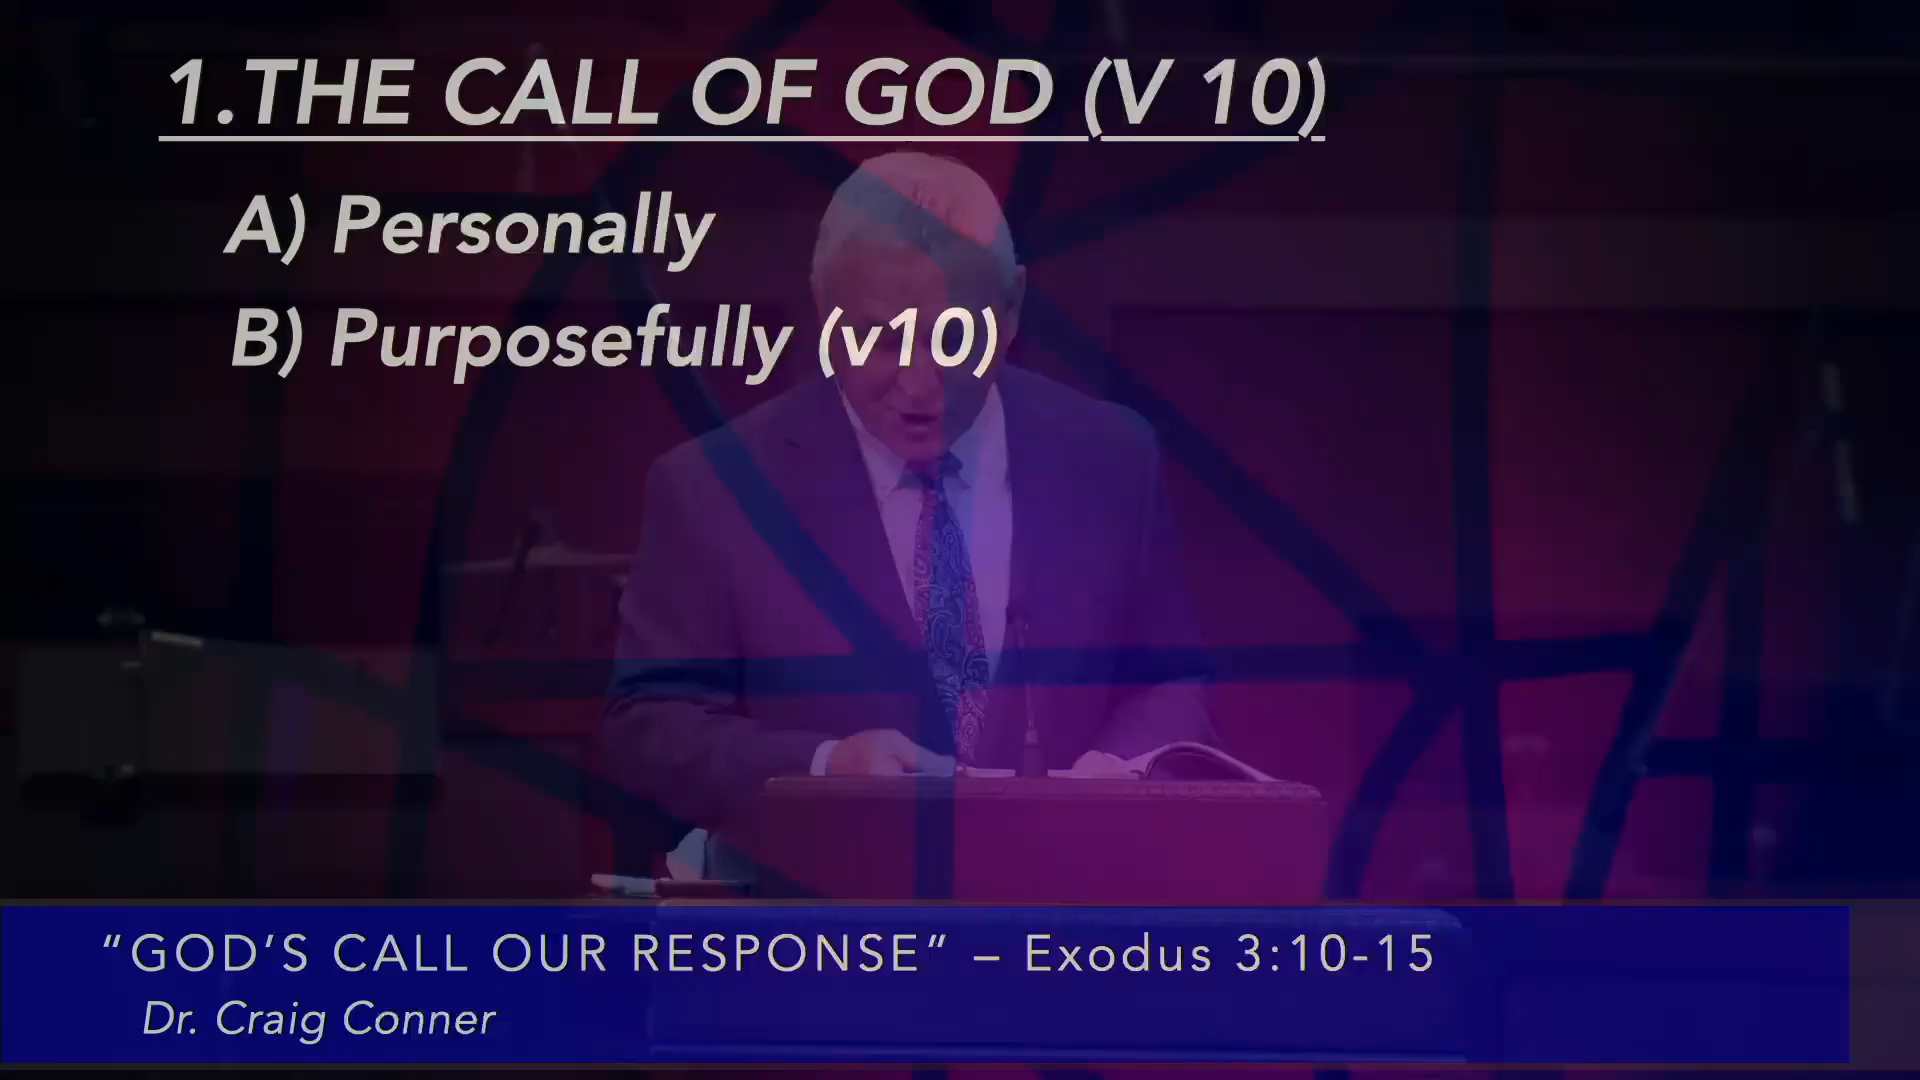 1.THE CALL OF GOD (V 10)
A) Personally
B) Purposefully (v10)
“GOD’S CALL OUR RESPONSE” – Exodus 3:10-15
Dr. Craig Conner